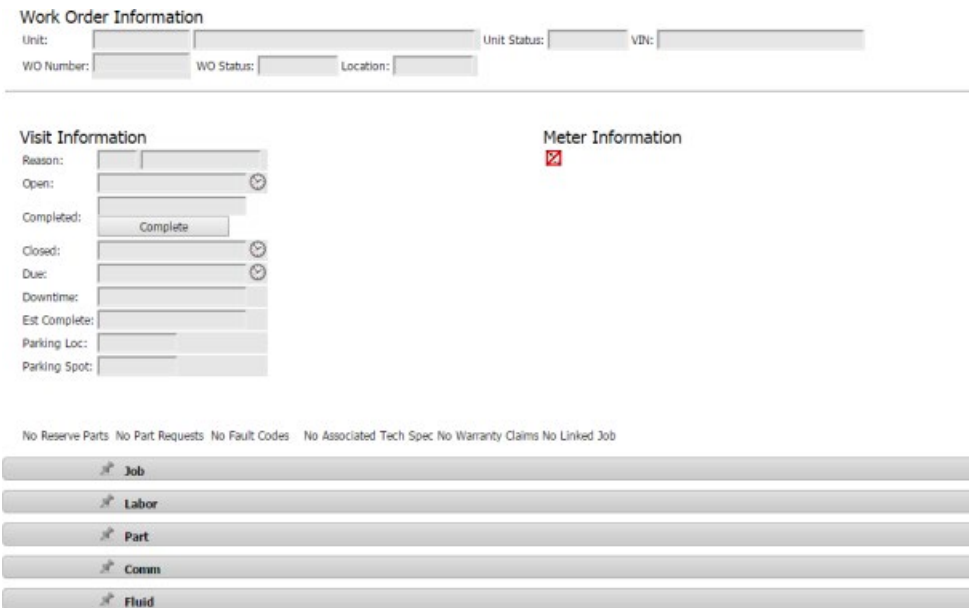 Work Order Information
Unit: Unit Status: VIN:
WO Number: WO Status: Location:
Visit Information
Meter Information
Reason:
Open:
Completed:
Complete
Closed:
Due:
Downtime:
Est Complete:
Parking Loc:
Parking Spot:
No Reserve Parts No Part Requests No Fault Codes No Associated Tech Spec No Warranty Claims No Linked Job
Job
Labor
Part
Comm
Fluid